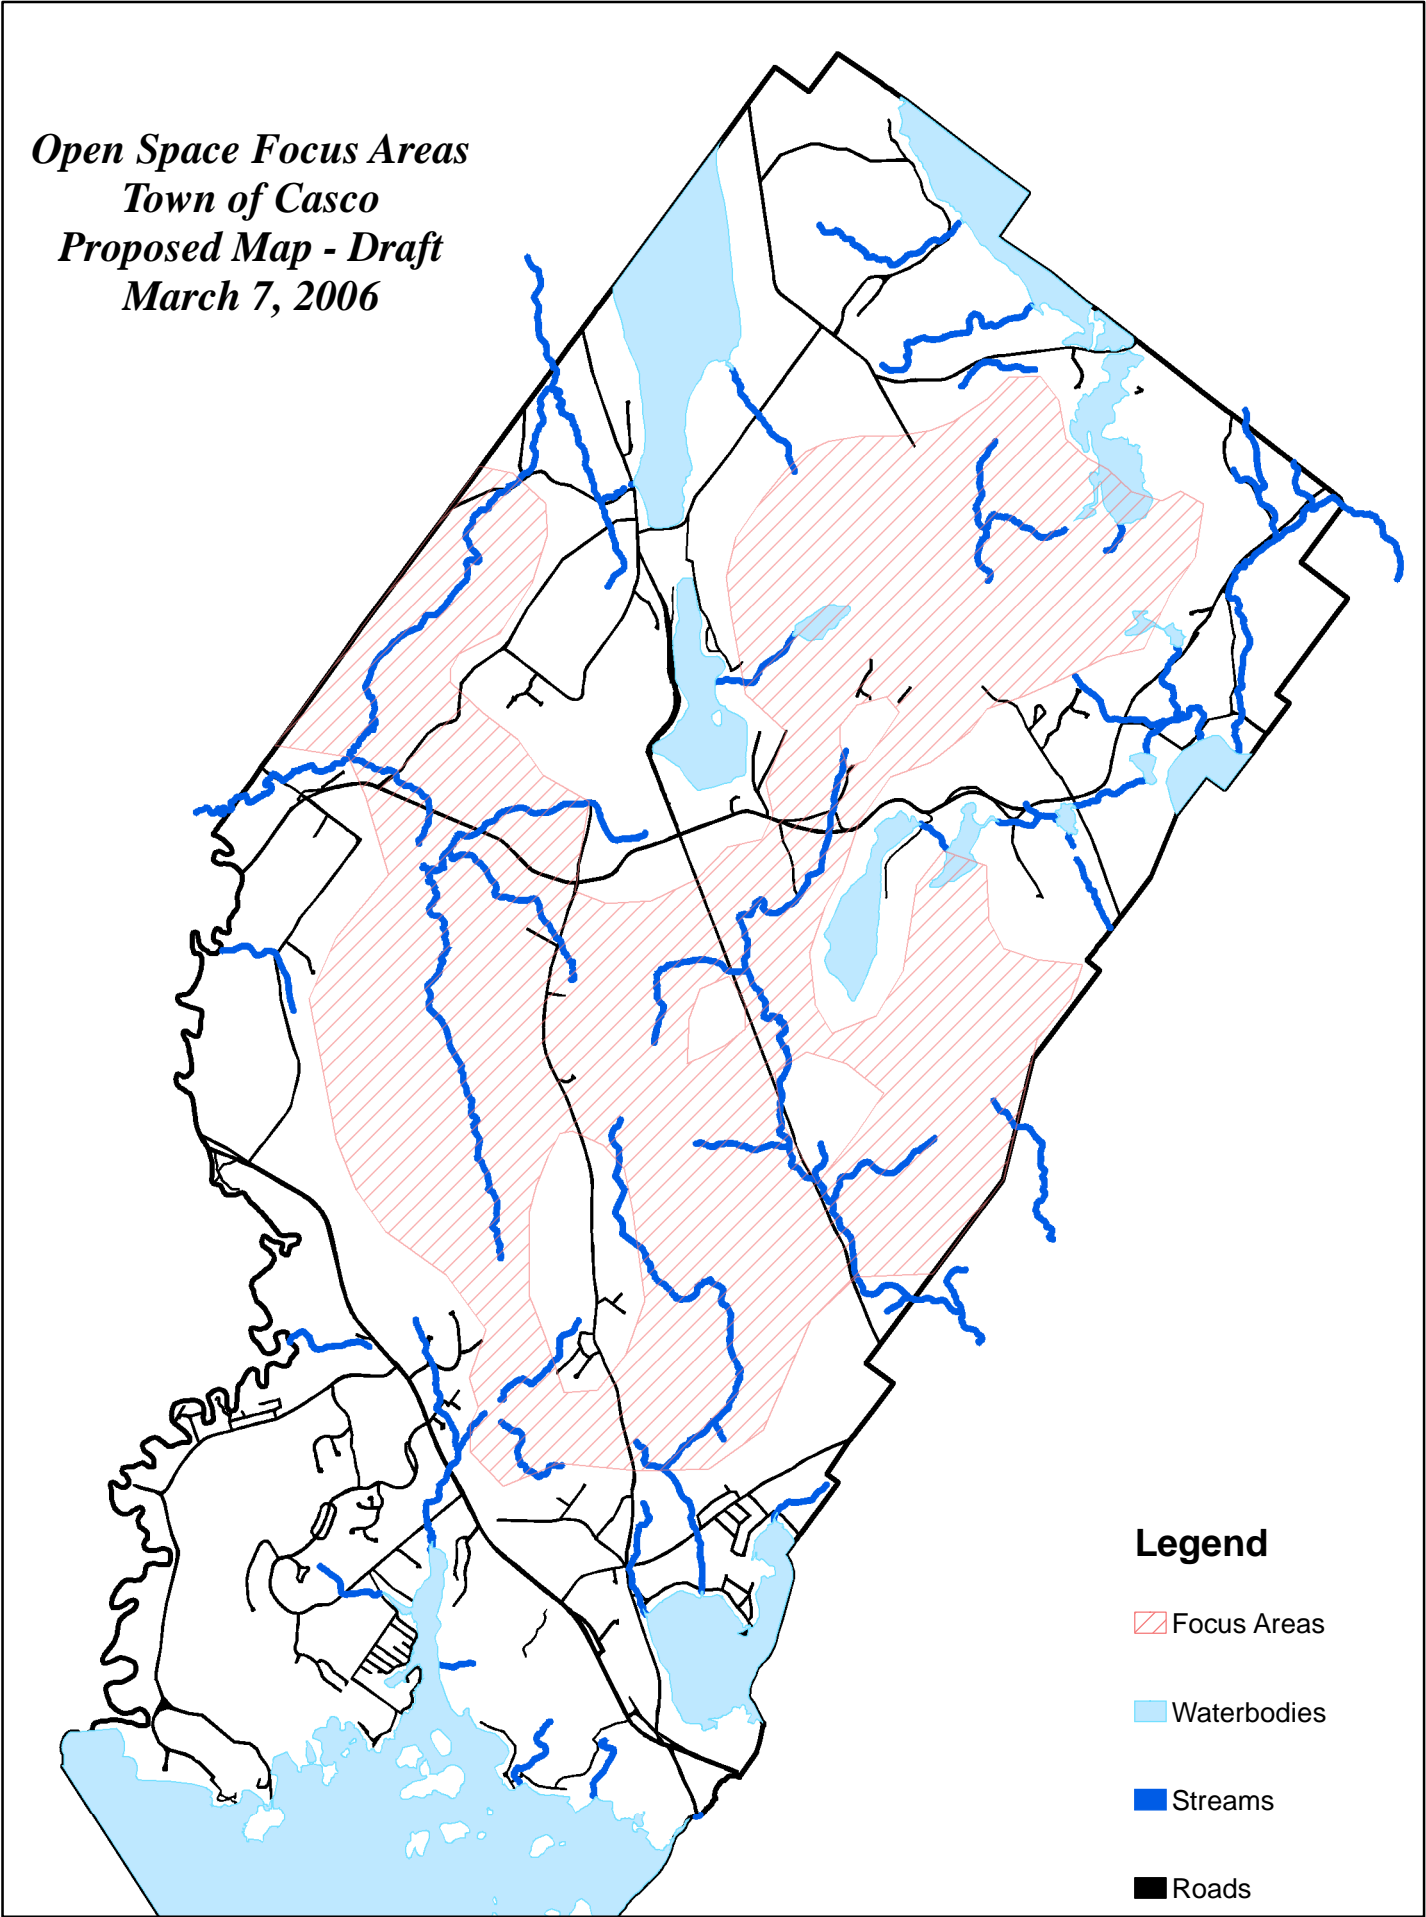 Open Space Focus Areas
Town of Casco
Proposed Map - Draft
March 7, 2006
Legend
Focus Areas
Waterbodies
Streams
Roads